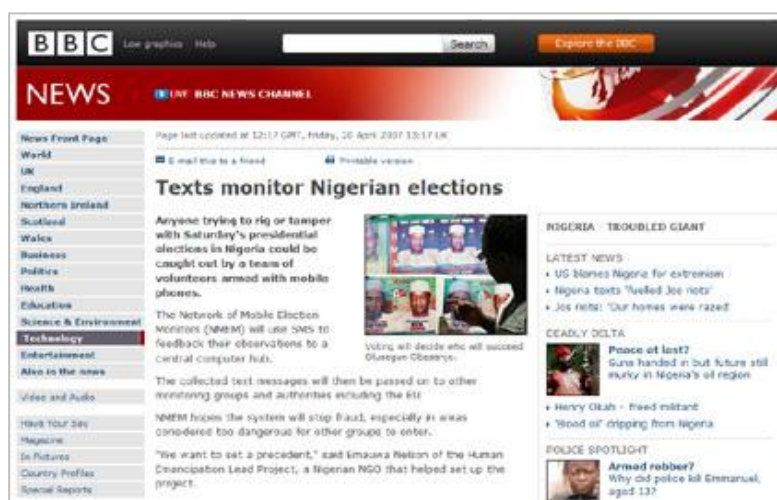 BBC Low graphics Help Search Explore the BBC
NEWS LIVE BBC NEWS CHANNEL
News Front Page
World
UK
England
Northern Ireland
Scotland
Wales
Business
Politics
Health
Education
Science & Environment
Technology
Entertainment
Also in the news
Video and Audio
Have Your Say
Magazine
In Pictures
Country Profiles
Special Reports
Page last updated at 12:17 GMT, Friday, 20 April 2007 13:17 UK
E-mail this to a friend Printable version
Texts monitor Nigerian elections
Anyone trying to rig or tamper
with Saturday's presidential
elections in Nigeria could be
caught out by a team of
volunteers armed with mobile
phones.
The Network of Mobile Election
Monitors (NMEM) will use SMS to
feedback their observations to a
central computer hub.
Voting will decide who will succeed
Olusegun Obasanjo.
The collected text messages will then be passed on to other
monitoring groups and authorities including the EU.
NMEM hopes the system will stop fraud, especially in areas
considered too dangerous for other groups to enter.
"We want to set a precedent," said Emauwa Nelson of the Human
Emancipation Lead Project, a Nigerian NGO that helped set up the
project.
NIGERIA - TROUBLED GIANT
LATEST NEWS
US blames Nigeria for extremism
Nigeria texts 'fuelled Jos riots'
Jos riots: 'Our homes were razed'
DEADLY DELTA
Peace at last?
Guns handed in but future still
murky in Nigeria's oil region
Henry Okah - freed militant
'Blood oil' dripping from Nigeria
POLICE SPOTLIGHT
Armed robber?
Why did police kill Emmanuel,
aged 13?